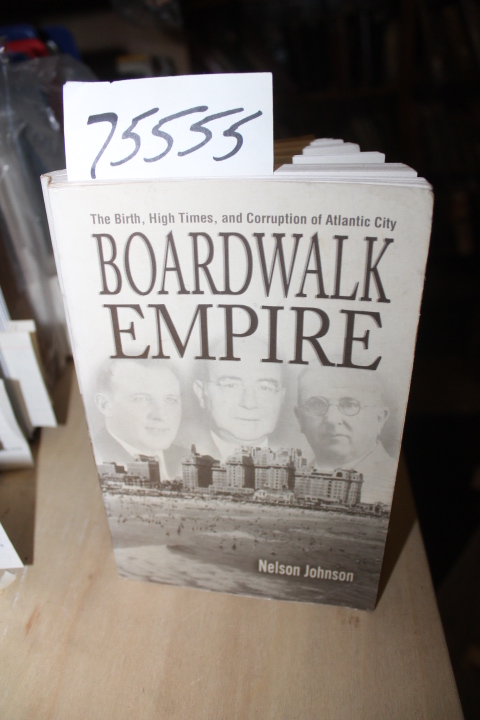 75555
The Birth, High Times, and Corruption of Atlantic City
BOARDWALK
EMPIRE
Nelson Johnson